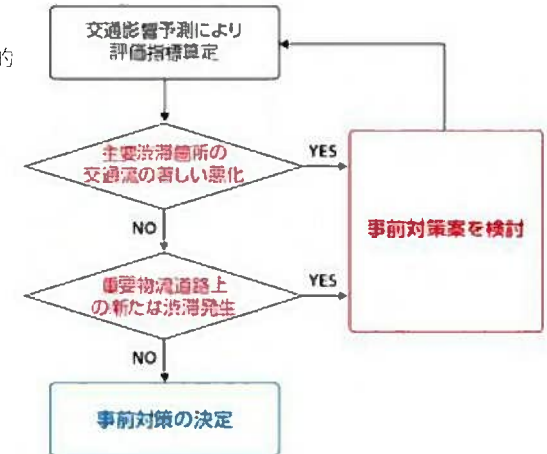 的
交通影響予測により
評価指標算定
主要渋滞箇所の
交通流の著しい悪化
YES
事前対策案を検討
NO
重要物流道路上
の新たな渋滞発生
YES
NO
事前対策の決定